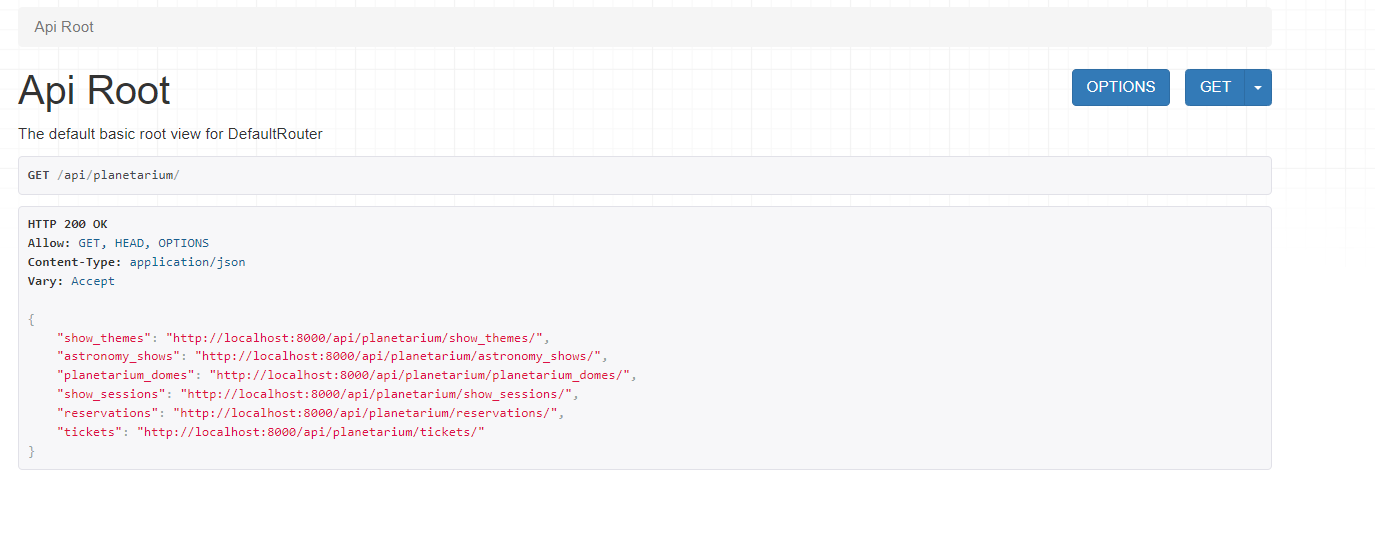 Api Root
Api Root
OPTIONS
GET
The default basic root view for DefaultRouter
GET /api/planetarium/
HTTP 200 OK
Allow: GET, HEAD, OPTIONS
Content-Type: application/json
Vary: Accept
{
    "show_themes": "http://localhost:8000/api/planetarium/show_themes/",
    "astronomy_shows": "http://localhost:8000/api/planetarium/astronomy_shows/",
    "planetarium_domes": "http://localhost:8000/api/planetarium/planetarium_domes/",
    "show_sessions": "http://localhost:8000/api/planetarium/show_sessions/",
    "reservations": "http://localhost:8000/api/planetarium/reservations/",
    "tickets": "http://localhost:8000/api/planetarium/tickets/"
}